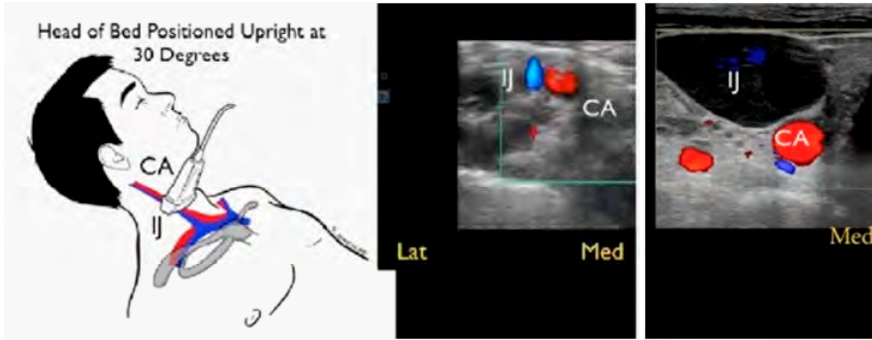 Head of Bed Positioned Upright at
30 Degrees
CA
IJ
IJ
CA
Lat
Med
IJ
CA
Med